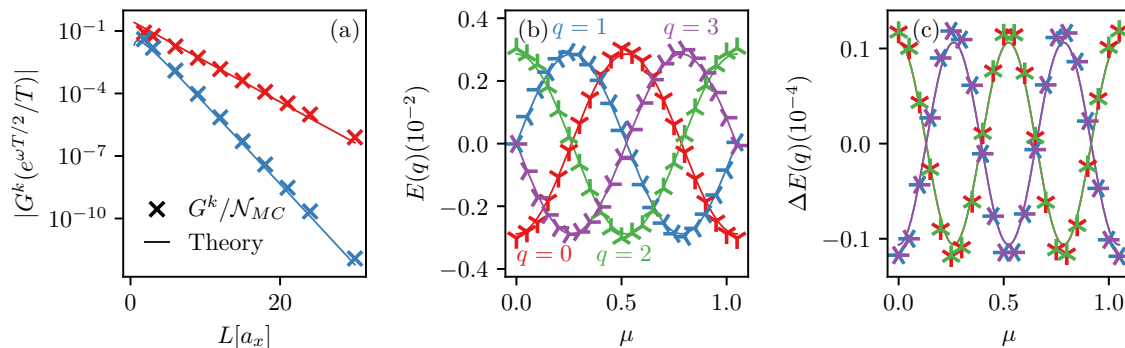 (a)
|G^k(e^{ωT/2}/T)|
10^{-1}
10^{-4}
10^{-7}
10^{-10}
G^k/𝒩_{MC}
Theory
0
20
L[a_x]
(b)
q = 1
q = 3
q = 0
q = 2
E(q)(10^{-2})
0.4
0.2
0.0
−0.2
−0.4
0.0
0.5
1.0
μ
(c)
ΔE(q)(10^{-4})
0.1
0.0
−0.1
0.0
0.5
1.0
μ